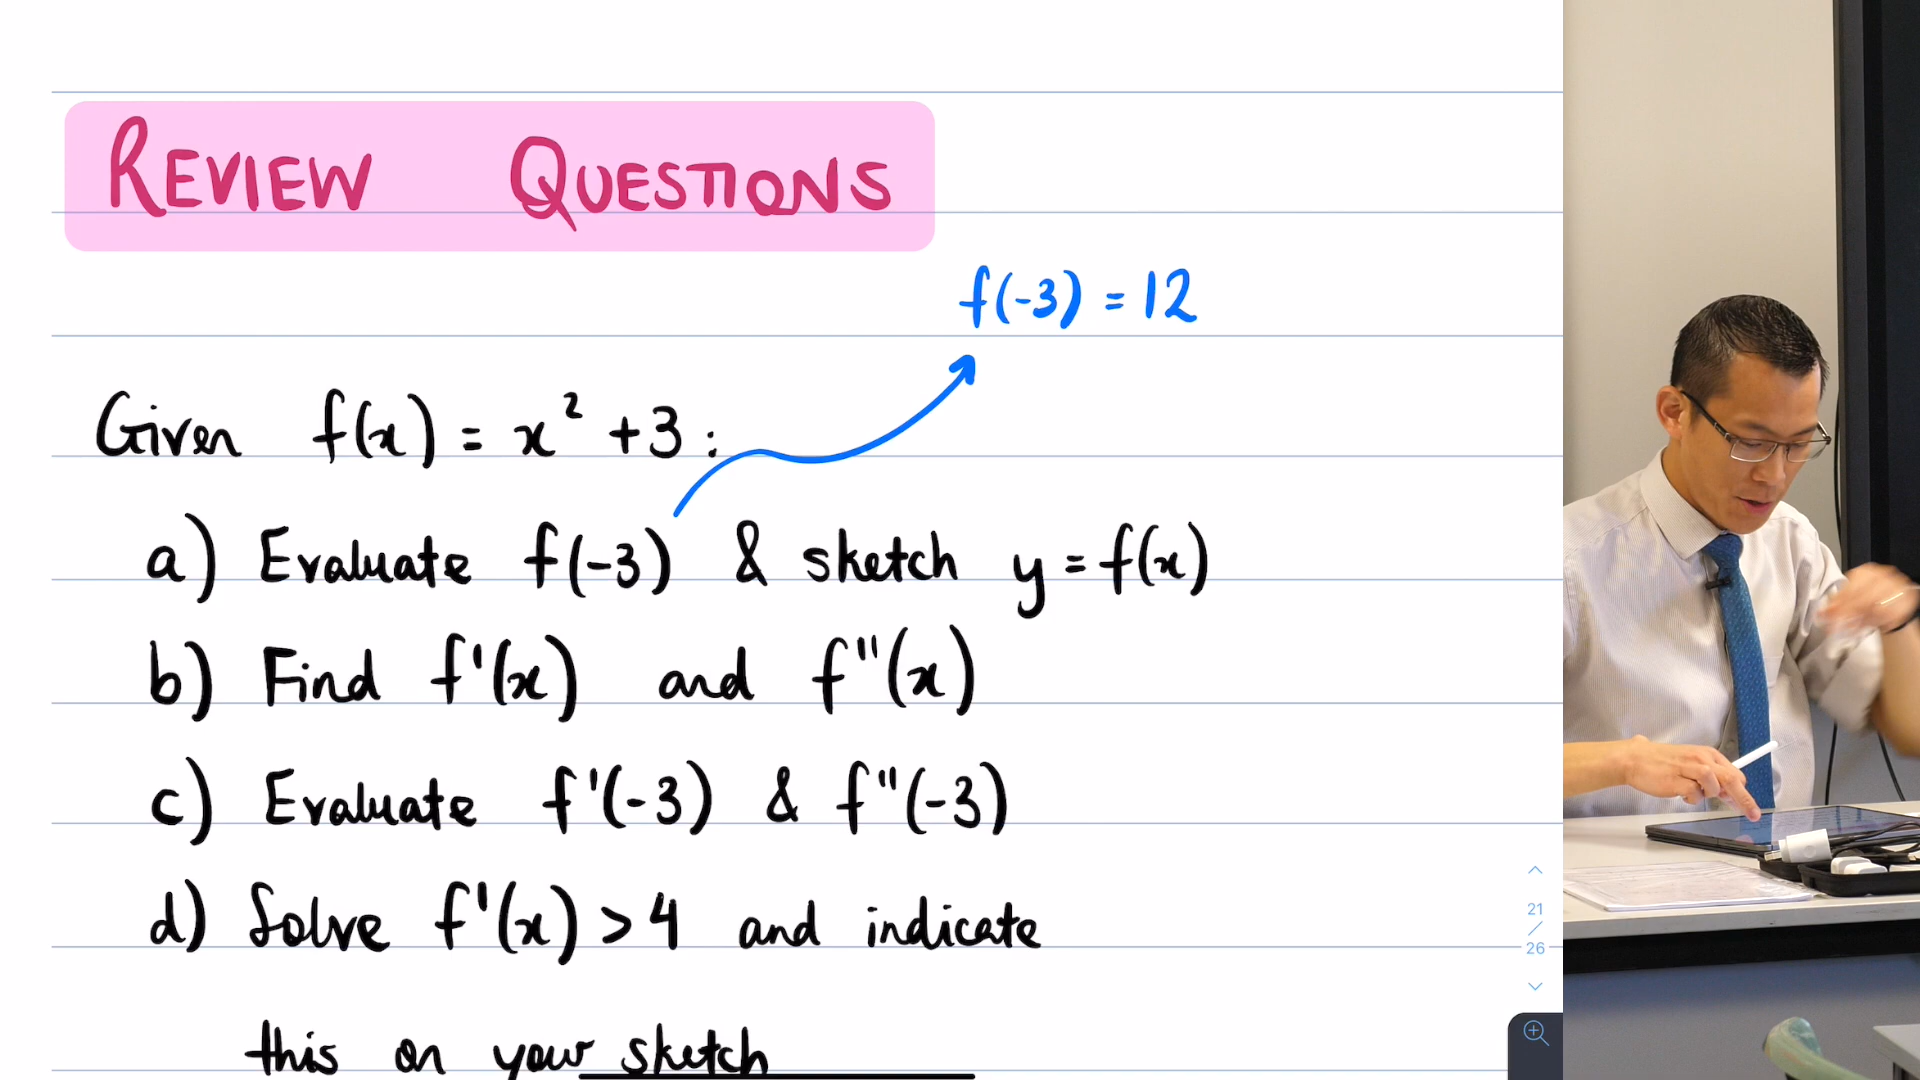 REVIEW QUESTIONS
f(-3) = 12
Given f(x) = x² + 3 :
a) Evaluate f(-3) & sketch y = f(x)
b) Find f'(x) and f''(x)
c) Evaluate f'(-3) & f''(-3)
d) Solve f'(x) > 4 and indicate
this on your sketch
21
/
26